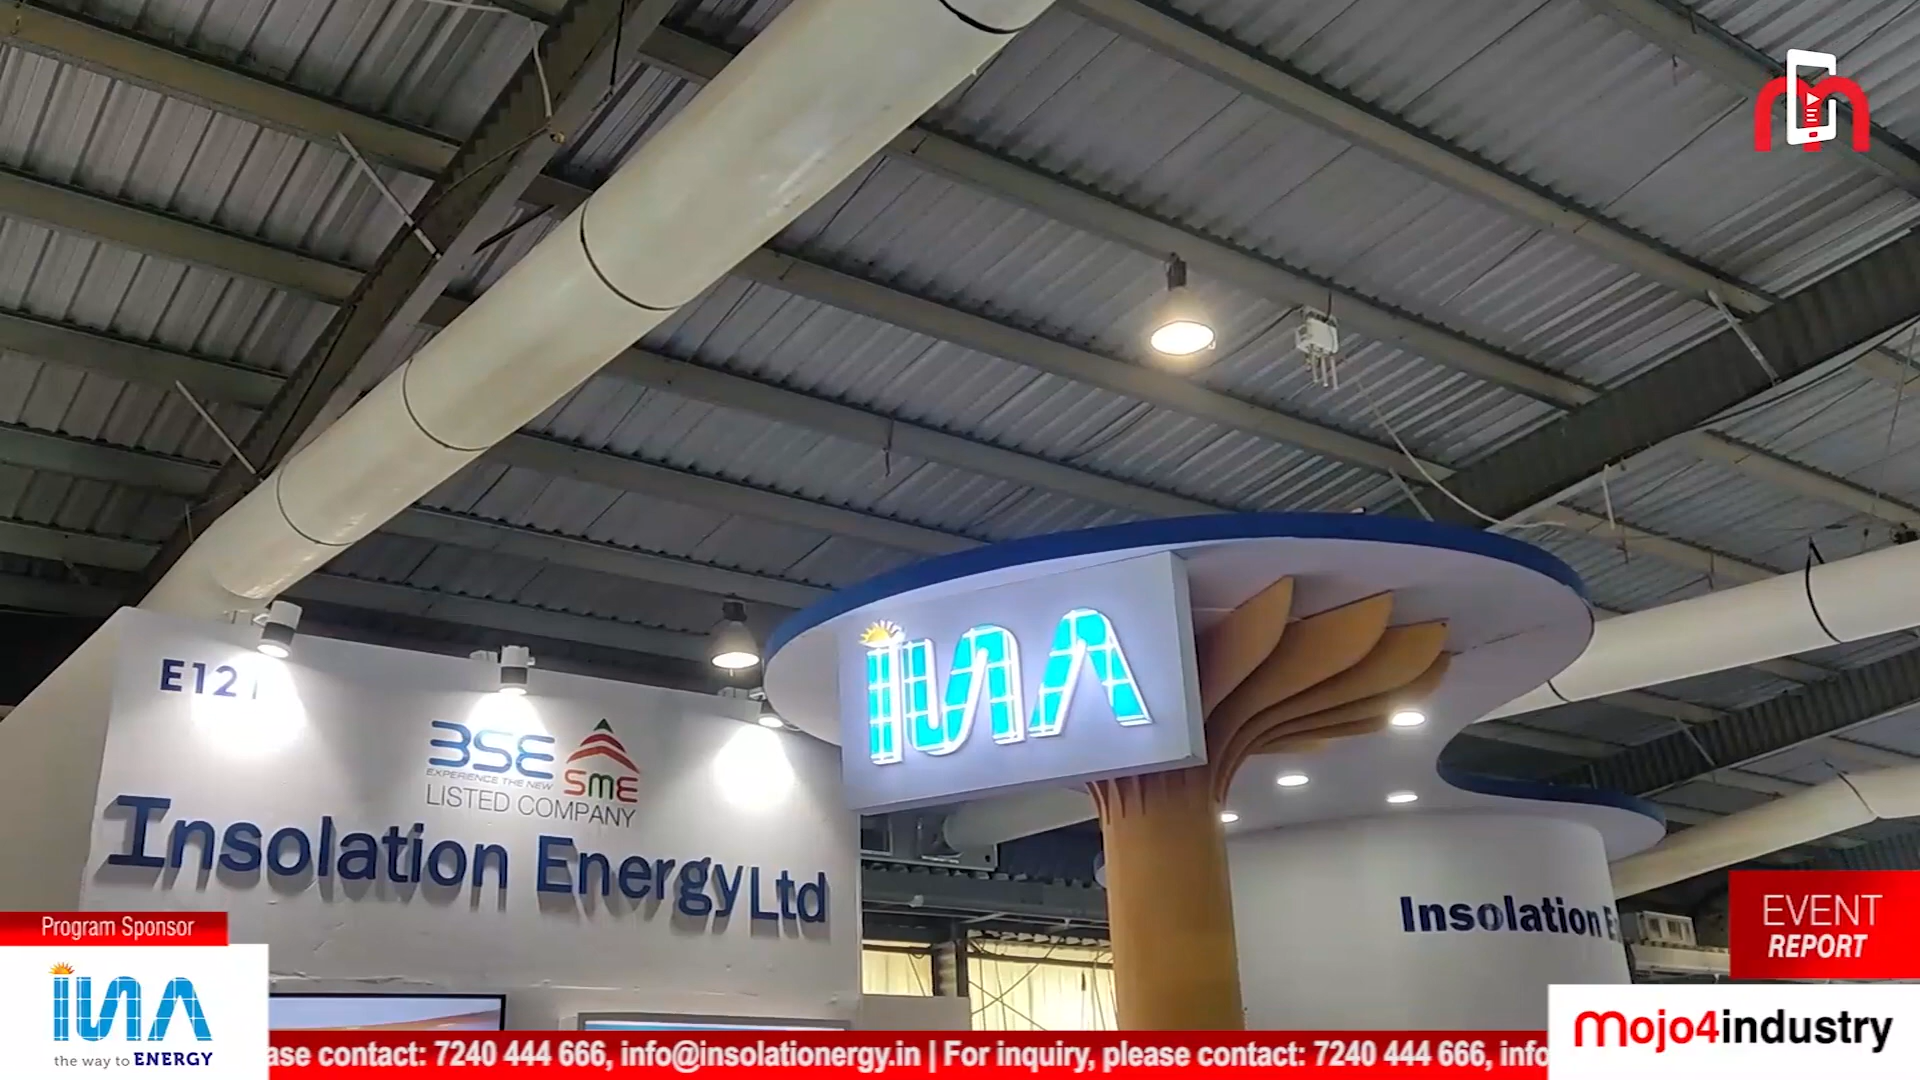 E121
BSE
EXPERIENCE THE NEW
SME
LISTED COMPANY
Insolation Energy Ltd
INA
Insolation
EVENT
REPORT
Program Sponsor
INA
the way to ENERGY
ase contact: 7240 444 666, info@insolationergy.in | For inquiry, please contact: 7240 444 666, info
mojo4industry